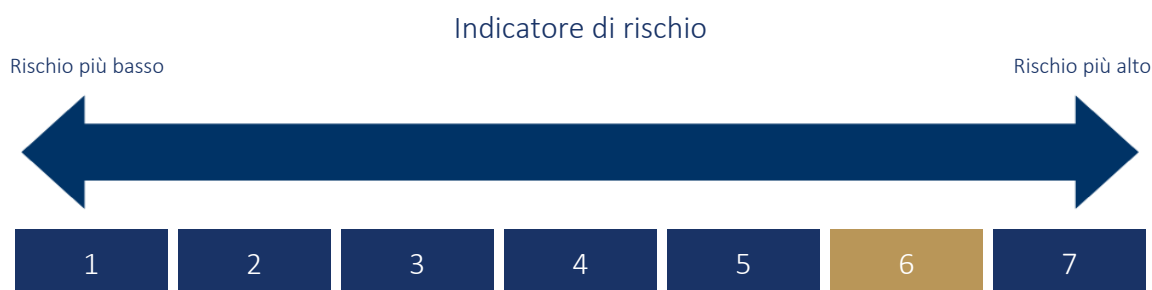 Indicatore di rischio
Rischio più basso Rischio più alto
1 2 3 4 5 6 7